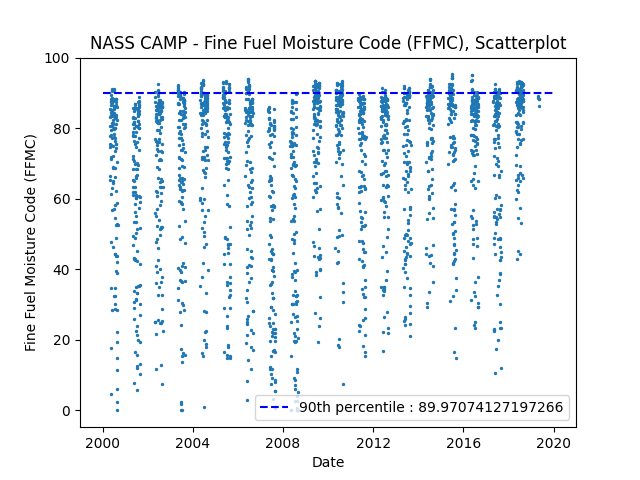 NASS CAMP - Fine Fuel Moisture Code (FFMC), Scatterplot
100
80
60
40
20
0
Fine Fuel Moisture Code (FFMC)
90th percentile : 89.97074127197266
2000 2004 2008 2012 2016 2020
Date